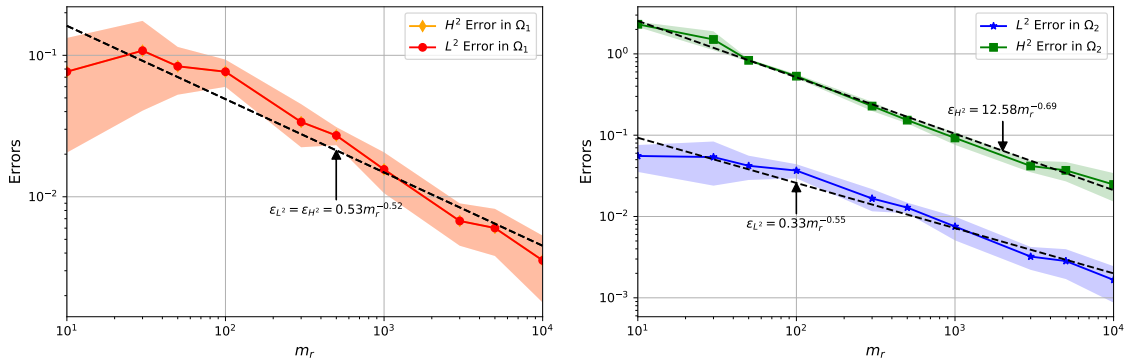 H² Error in Ω₁
L² Error in Ω₁
10⁻¹
10⁻²
Errors
ε_{L²} = ε_{H²} = 0.53m_r^{−0.52}
10¹ 10² 10³ 10⁴
m_r
L² Error in Ω₂
H² Error in Ω₂
10⁰
10⁻¹
10⁻²
10⁻³
Errors
ε_{H²} = 12.58m_r^{−0.69}
ε_{L²} = 0.33m_r^{−0.55}
10¹ 10² 10³ 10⁴
m_r